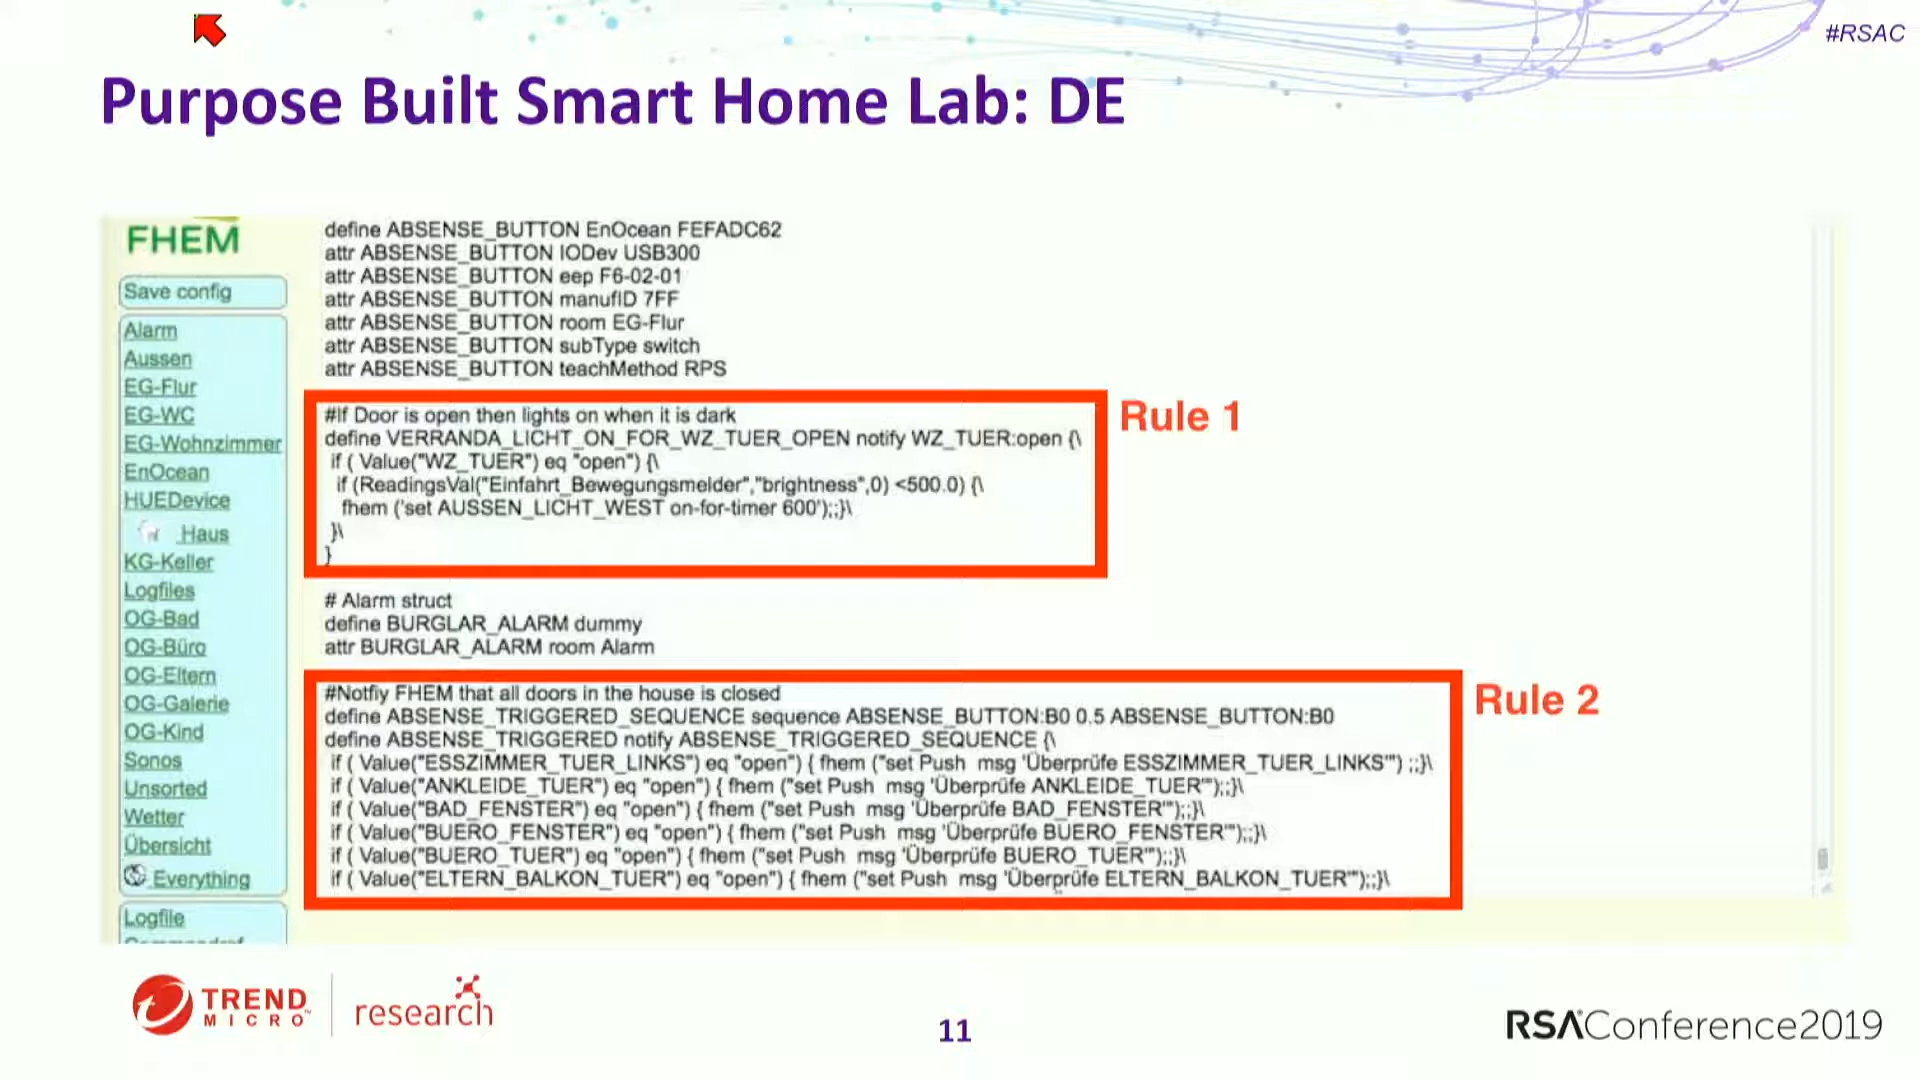 #RSAC
Purpose Built Smart Home Lab: DE
FHEM
Save config
Alarm
Aussen
EG-Flur
EG-WC
EG-Wohnzimmer
EnOcean
HUEDevice
Haus
KG-Keller
Logfiles
OG-Bad
OG-Büro
OG-Eltern
OG-Galerie
OG-Kind
Sonos
Unsorted
Wetter
Übersicht
Everything
Logfile
define ABSENSE_BUTTON EnOcean FEFADC62
attr ABSENSE_BUTTON IODev USB300
attr ABSENSE_BUTTON eep F6-02-01
attr ABSENSE_BUTTON manufID 7FF
attr ABSENSE_BUTTON room EG-Flur
attr ABSENSE_BUTTON subType switch
attr ABSENSE_BUTTON teachMethod RPS
#If Door is open then lights on when it is dark
define VERRANDA_LICHT_ON_FOR_WZ_TUER_OPEN notify WZ_TUER:open {\
if ( Value("WZ_TUER") eq "open") {\
if (ReadingsVal("Einfahrt_Bewegungsmelder","brightness",0) <500.0) {\
fhem ('set AUSSEN_LICHT_WEST on-for-timer 600');;}\
}\
}
Rule 1
# Alarm struct
define BURGLAR_ALARM dummy
attr BURGLAR_ALARM room Alarm
#Notfiy FHEM that all doors in the house is closed
define ABSENSE_TRIGGERED_SEQUENCE sequence ABSENSE_BUTTON:B0 0.5 ABSENSE_BUTTON:B0
define ABSENSE_TRIGGERED notify ABSENSE_TRIGGERED_SEQUENCE {\
if ( Value("ESSZIMMER_TUER_LINKS") eq "open") { fhem ("set Push msg 'Überprüfe ESSZIMMER_TUER_LINKS'") ;;}\
if ( Value("ANKLEIDE_TUER") eq "open") { fhem ("set Push msg 'Überprüfe ANKLEIDE_TUER'");;}\
if ( Value("BAD_FENSTER") eq "open") { fhem ("set Push msg 'Überprüfe BAD_FENSTER'");;}\
if ( Value("BUERO_FENSTER") eq "open") { fhem ("set Push msg 'Überprüfe BUERO_FENSTER'");;}\
if ( Value("BUERO_TUER") eq "open") { fhem ("set Push msg 'Überprüfe BUERO_TUER'");;}\
if ( Value("ELTERN_BALKON_TUER") eq "open") { fhem ("set Push msg 'Überprüfe ELTERN_BALKON_TUER'");;}\
Rule 2
TREND MICRO™
research
11
RSAConference2019